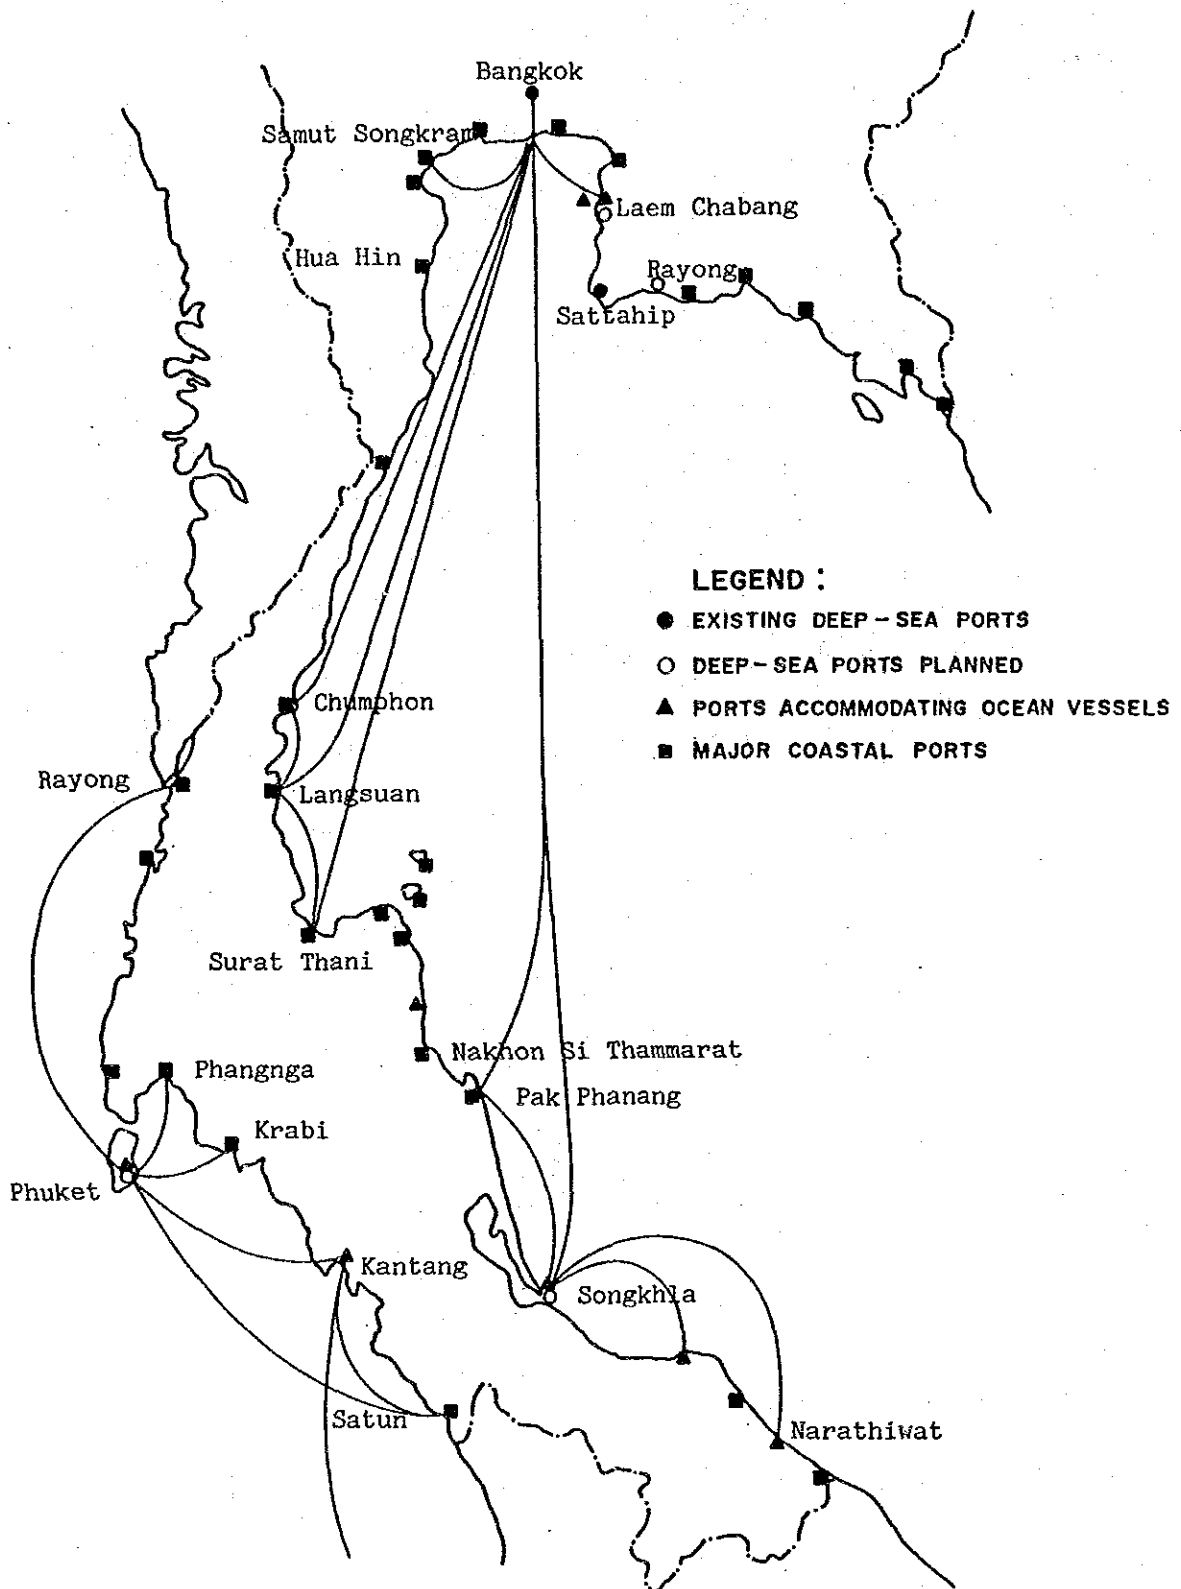 Bangkok
Samut Songkram
Laem Chabang
Hua Hin
Rayong
Sattahip
LEGEND :
EXISTING DEEP-SEA PORTS
DEEP-SEA PORTS PLANNED
PORTS ACCOMMODATING OCEAN VESSELS
MAJOR COASTAL PORTS
Chumphon
Rayong
Langsuan
Surat Thani
Nakhon Si Thammarat
Phangnga
Pak Phanang
Krabi
Phuket
Kantang
Songkhla
Satun
Narathiwat